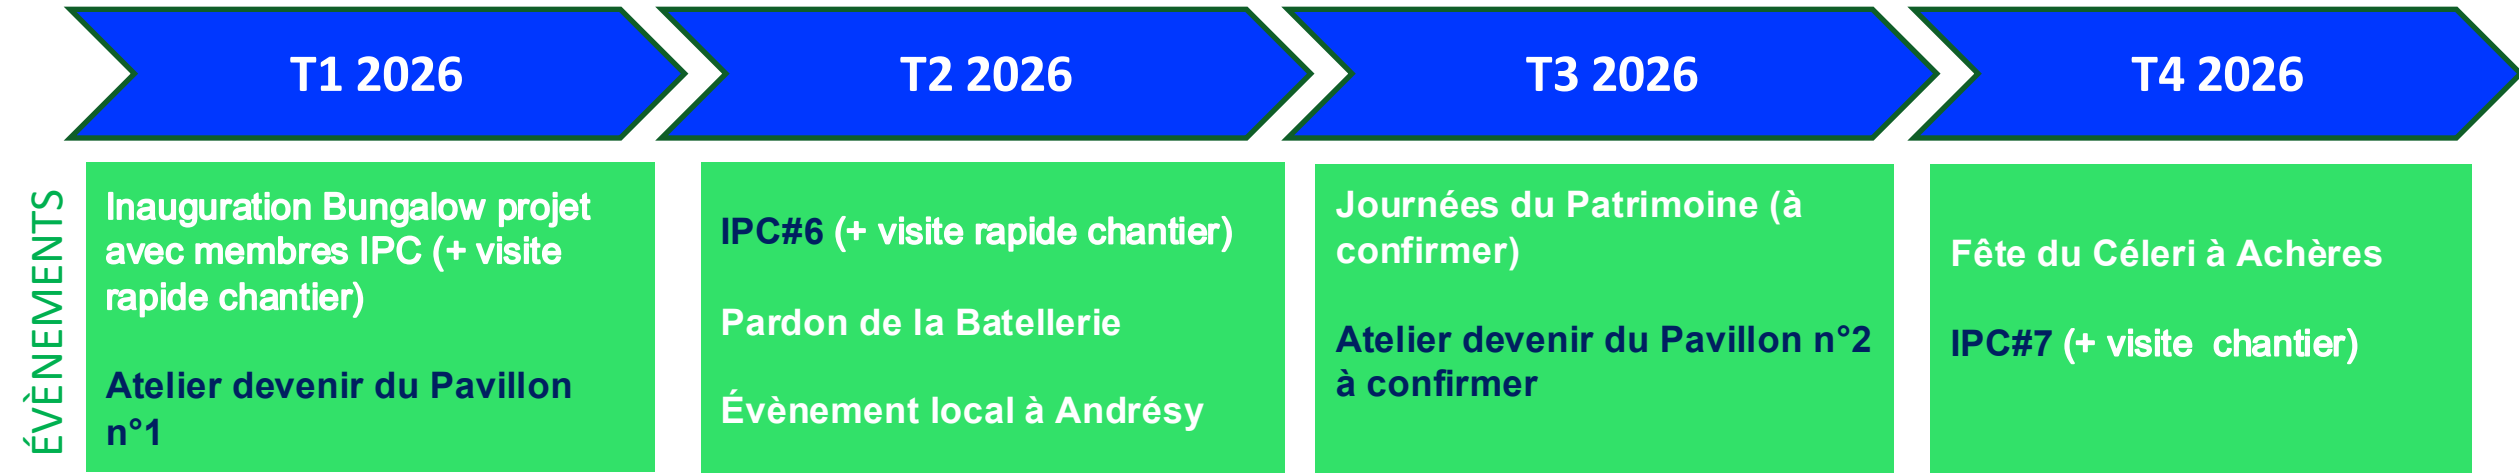 T1 2026
T2 2026
T3 2026
T4 2026
ÉVÈNEMENTS
Inauguration Bungalow projet
avec membres IPC (+ visite
rapide chantier)
Atelier devenir du Pavillon
n°1
IPC#6 (+ visite rapide chantier)
Pardon de la Batellerie
Évènement local à Andrésy
Journées du Patrimoine (à
confirmer)
Atelier devenir du Pavillon n°2
à confirmer
Fête du Céleri à Achères
IPC#7 (+ visite  chantier)